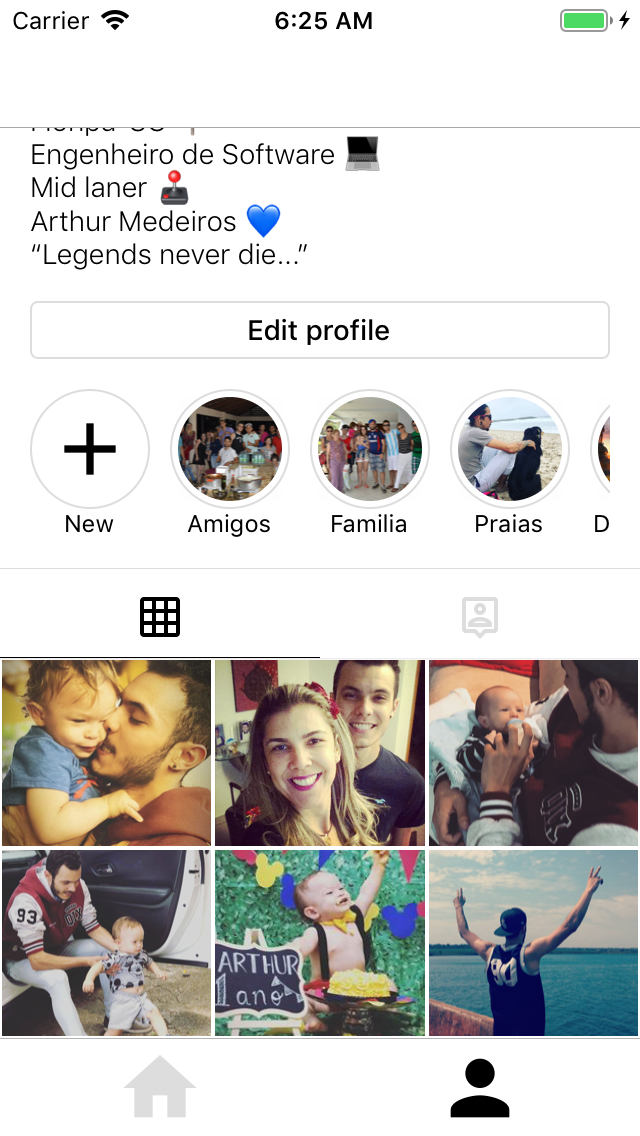 Carrier 6:25 AM
Engenheiro de Software 💻
Mid laner 🕹️
Arthur Medeiros 💙
“Legends never die...”
Edit profile
New Amigos Familia Praias D
93
ARTHUR
1 ano